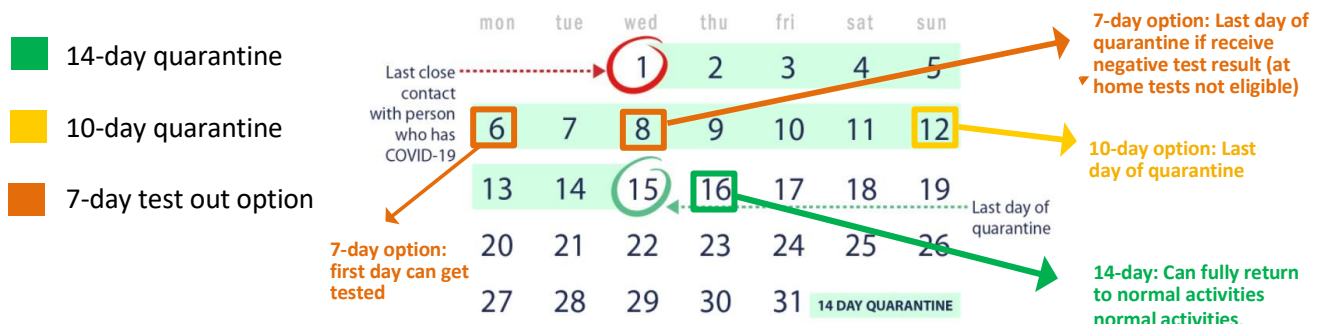 14-day quarantine
10-day quarantine
7-day test out option
mon tue wed thu fri sat sun
1 2 3 4 5
6 7 8 9 10 11 12
13 14 15 16 17 18 19
20 21 22 23 24 25 26
27 28 29 30 31 14 DAY QUARANTINE
Last close
contact
with person
who has
COVID-19
7-day option:
first day can get
tested
7-day option: Last day of
quarantine if receive
negative test result (at
home tests not eligible)
10-day option: Last
day of quarantine
Last day of
quarantine
14-day: Can fully return
to normal activities
normal activities